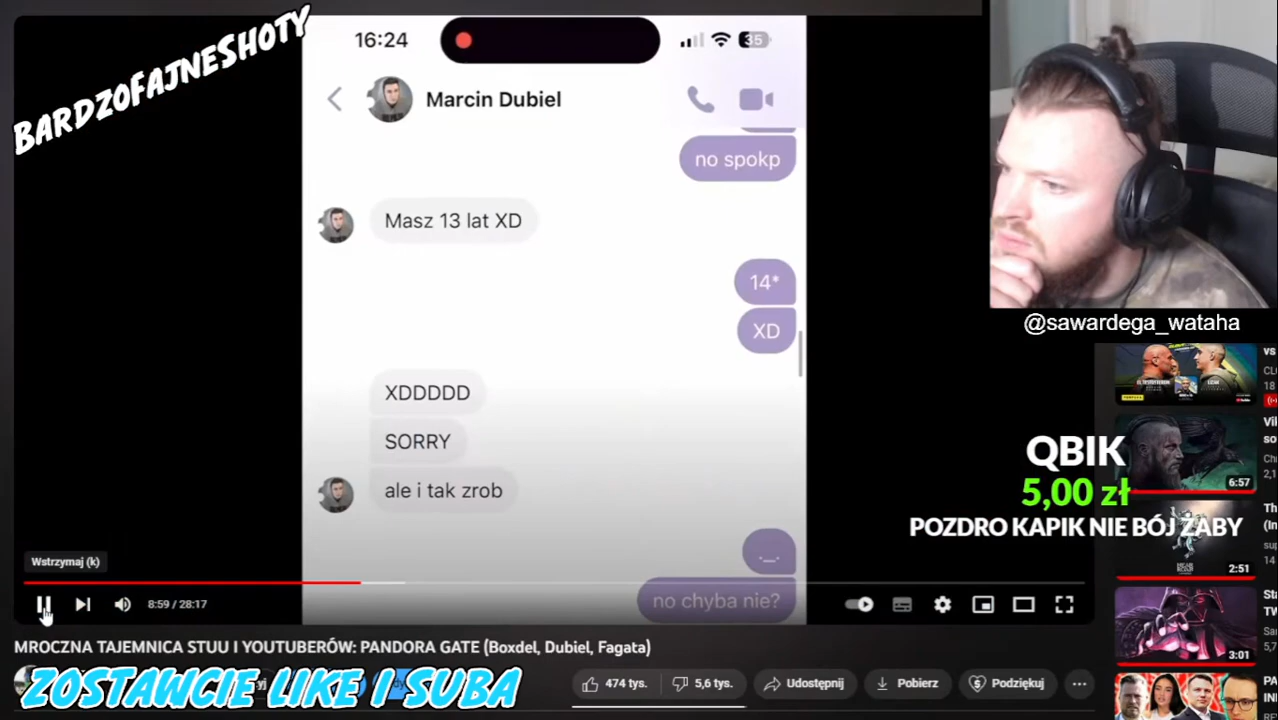 BARDZOFAJNESHOTY
16:24
35
Marcin Dubiel
no spokp
Masz 13 lat XD
14*
XD
XDDDDD
SORRY
ale i tak zrob
._.
no chyba nie?
Wstrzymaj (k)
8:59 / 28:17
MROCZNA TAJEMNICA STUU I YOUTUBERÓW: PANDORA GATE (Boxdel, Dubiel, Fagata)
ZOSTAWCIE LIKE I SUBA
474 tys.
5,6 tys.
Udostępnij
Pobierz
Podziękuj
@sawardega_wataha
vs
18
QBIK
5,00 zł
POZDRO KAPIK NIE BÓJ ŻABY
6:57
2:51
3:01